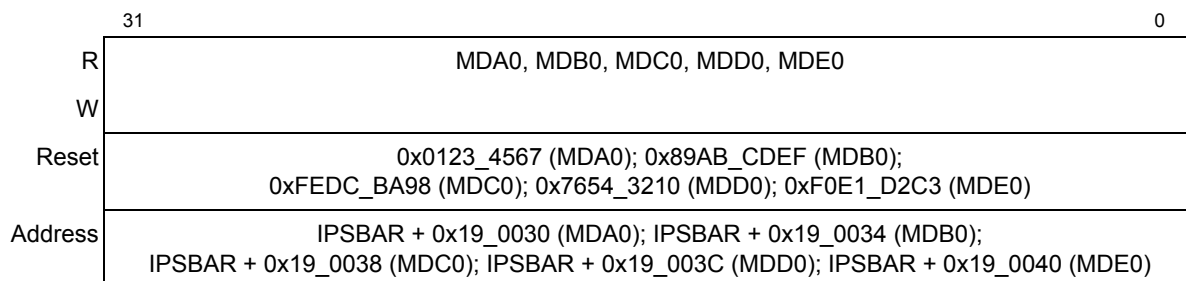 31 0
R MDA0, MDB0, MDC0, MDD0, MDE0
W
Reset 0x0123_4567 (MDA0); 0x89AB_CDEF (MDB0);
0xFEDC_BA98 (MDC0); 0x7654_3210 (MDD0); 0xF0E1_D2C3 (MDE0)
Address IPSBAR + 0x19_0030 (MDA0); IPSBAR + 0x19_0034 (MDB0);
IPSBAR + 0x19_0038 (MDC0); IPSBAR + 0x19_003C (MDD0); IPSBAR + 0x19_0040 (MDE0)